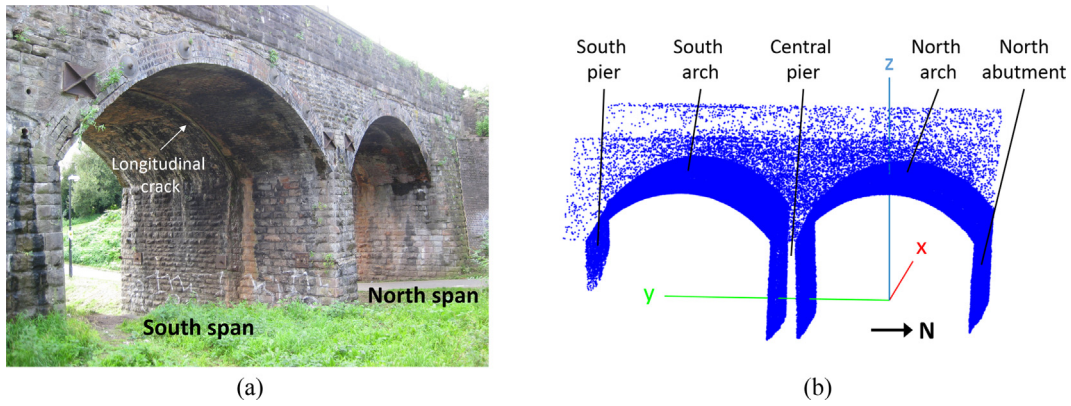 Longitudinal
crack
South span
North span
(a)
South
pier
South
arch
Central
pier
North
arch
North
abutment
z
x
y
N
(b)